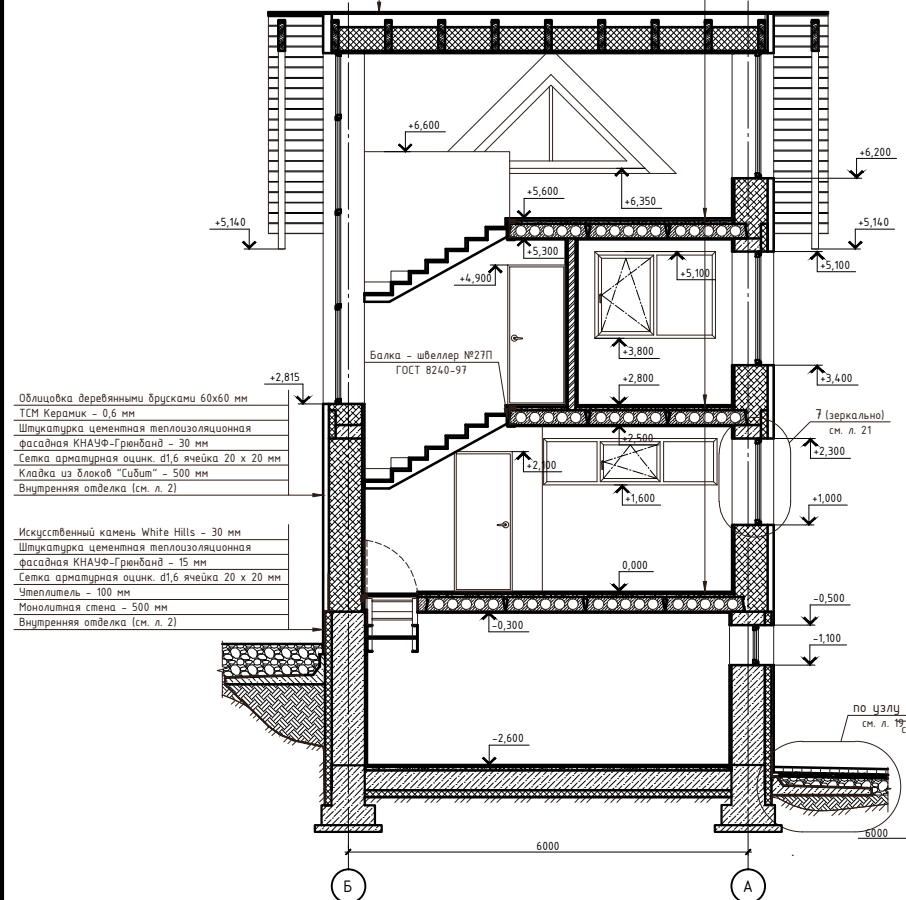 +6,600
+6,200
+5,600
+6,350
+5,140
+5,140
+5,300
+5,100
+5,100
+4,900
+3,800
Балка - швеллер №27П
ГОСТ 8240-97
+2,815
+2,800
+3,400
Облицовка деревянными брусками 60х60 мм
ТСМ Керамик - 0,6 мм
Штукатурка цементная теплоизоляционная
фасадная КНАУФ-Грюнбанд - 30 мм
Сетка арматурная оцинк. d1,6 ячейка 20 х 20 мм
Кладка из блоков "Сибит" - 500 мм
Внутренняя отделка (см. л. 2)
7 (зеркально)
см. л. 21
+2,500
+2,300
+2,100
+1,600
+1,000
Искусственный камень White Hills - 30 мм
Штукатурка цементная теплоизоляционная
фасадная КНАУФ-Грюнбанд - 15 мм
Сетка арматурная оцинк. d1,6 ячейка 20 х 20 мм
Утеплитель - 100 мм
Монолитная стена - 500 мм
Внутренняя отделка (см. л. 2)
0,000
-0,500
-0,300
-1,100
по узлу
см. л. 19
-2,600
6000
6000
Б
А